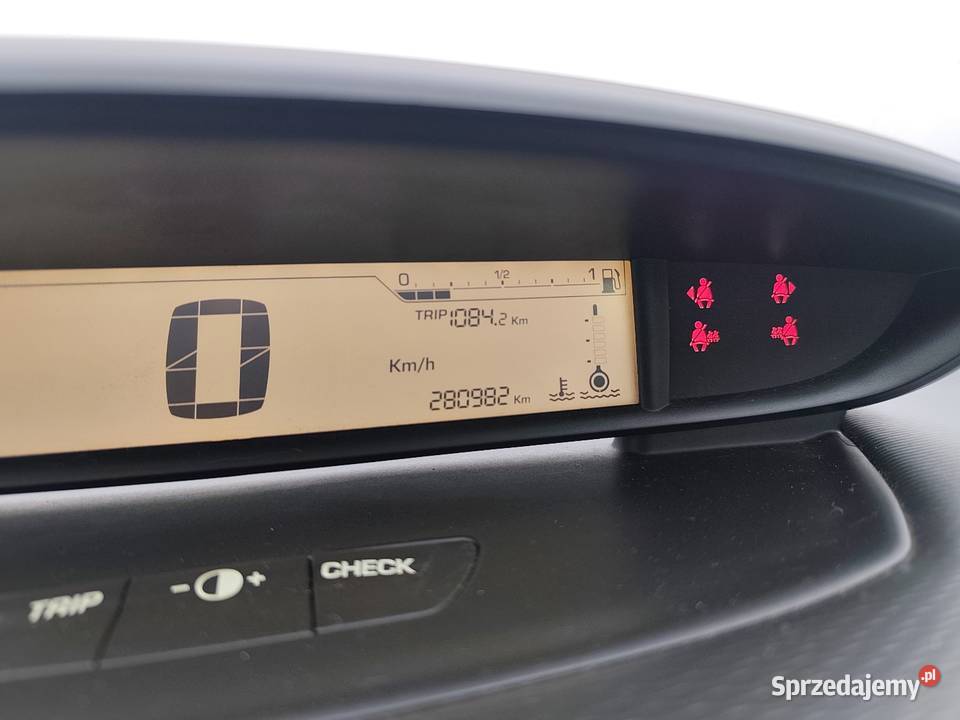 0 1/2 1
TRIP 1084.2 Km
0
Km/h
280982 Km
TRIP
- +
CHECK
Sprzedajemy.pl